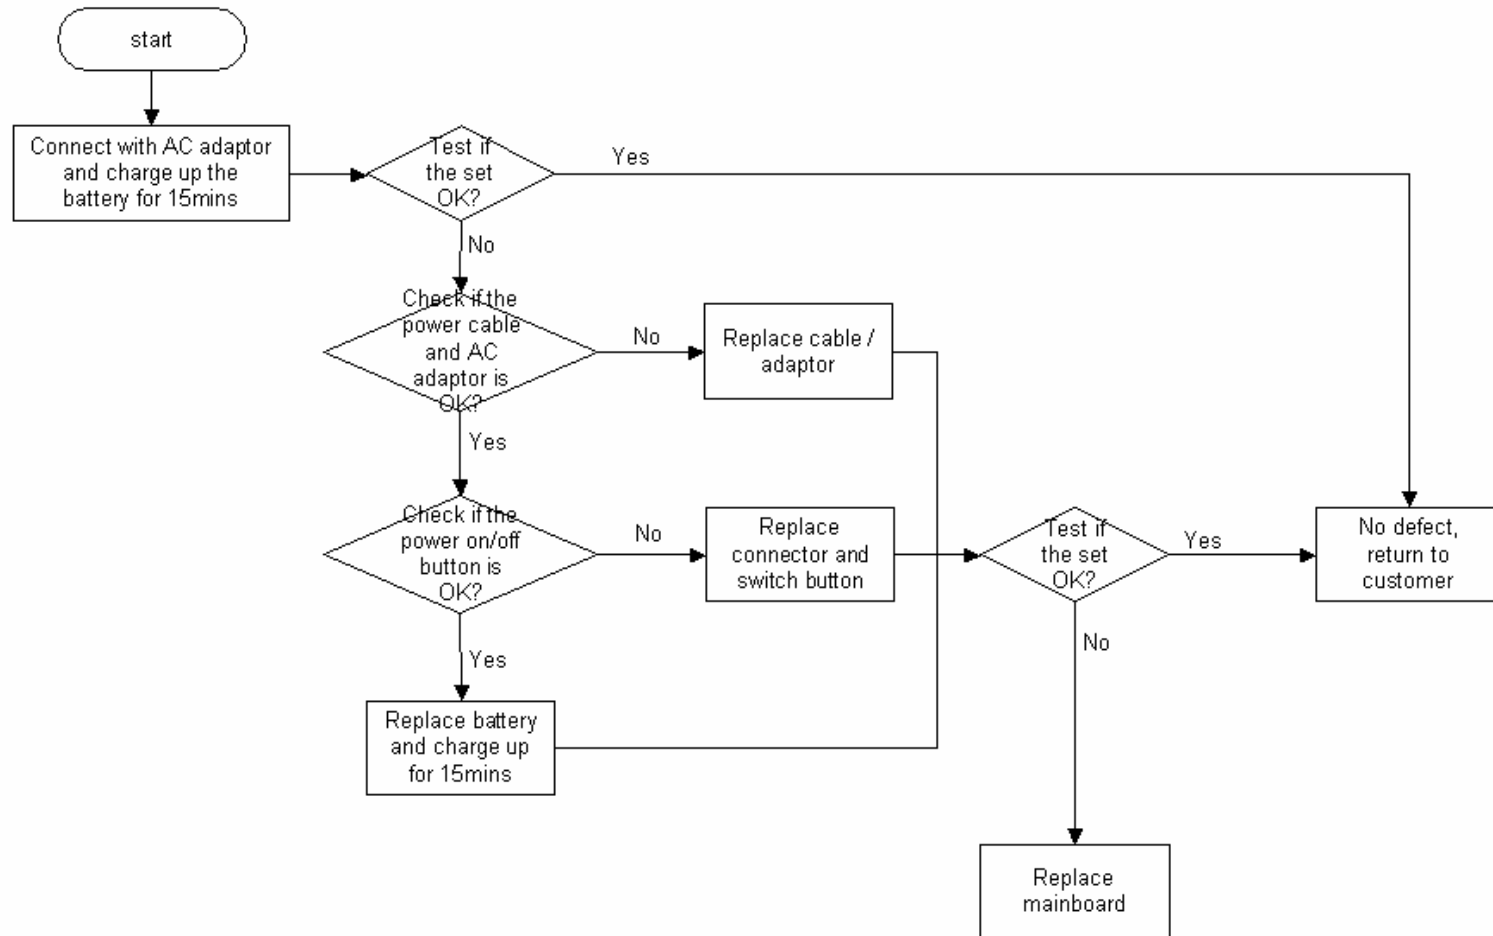 start
Connect with AC adaptor
and charge up the
battery for 15mins
Test if
the set
OK?
Yes
No
Check if the
power cable
and AC
adaptor is
OK?
No
Replace cable /
adaptor
Yes
Check if the
power on/off
button is
OK?
No
Replace
connector and
switch button
Test if
the set
OK?
Yes
No defect,
return to
customer
No
Yes
Replace battery
and charge up
for 15mins
Replace
mainboard